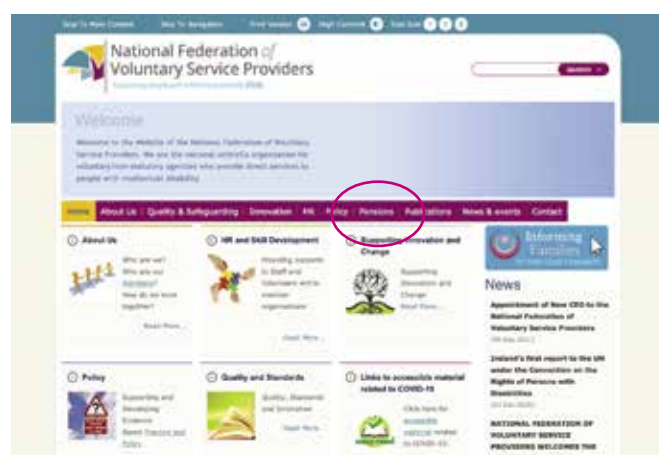 Skip To Main Content Skip To Navigation Print Version High Contrast Text Size
National Federation of
Voluntary Service Providers
SEARCH
Welcome
Welcome to the Website of the National Federation of Voluntary
Service Providers. We are the national umbrella organisation for
voluntary/non-statutory agencies who provide direct services to
people with intellectual disability.
Home About Us Quality & Safeguarding Innovation HR Policy Pensions Publications News & events Contact
About Us
Who are we?
Who are our
members?
How do we work
together?
Read More...
HR and Skill Development
Providing supports
to Staff and
Volunteers within
member
organisations
Read More...
Supporting Innovation and
Change
Supporting
Innovation and
Change
Read More...
Informing
Families
News
Appointment of New CEO to the
National Federation of
Voluntary Service Providers
Ireland's first report to the UN
under the Convention on the
Rights of Persons with
Disabilities
NATIONAL FEDERATION OF
VOLUNTARY SERVICE
PROVIDERS WELCOMES THE
Policy
Supporting and
Developing
Evidence
Based Practice and
Policy
Quality and Standards
Quality, Standards
and Innovation
Read More...
Links to accessible material
related to COVID-19
Click here for
accessible
material related
to COVID-19.